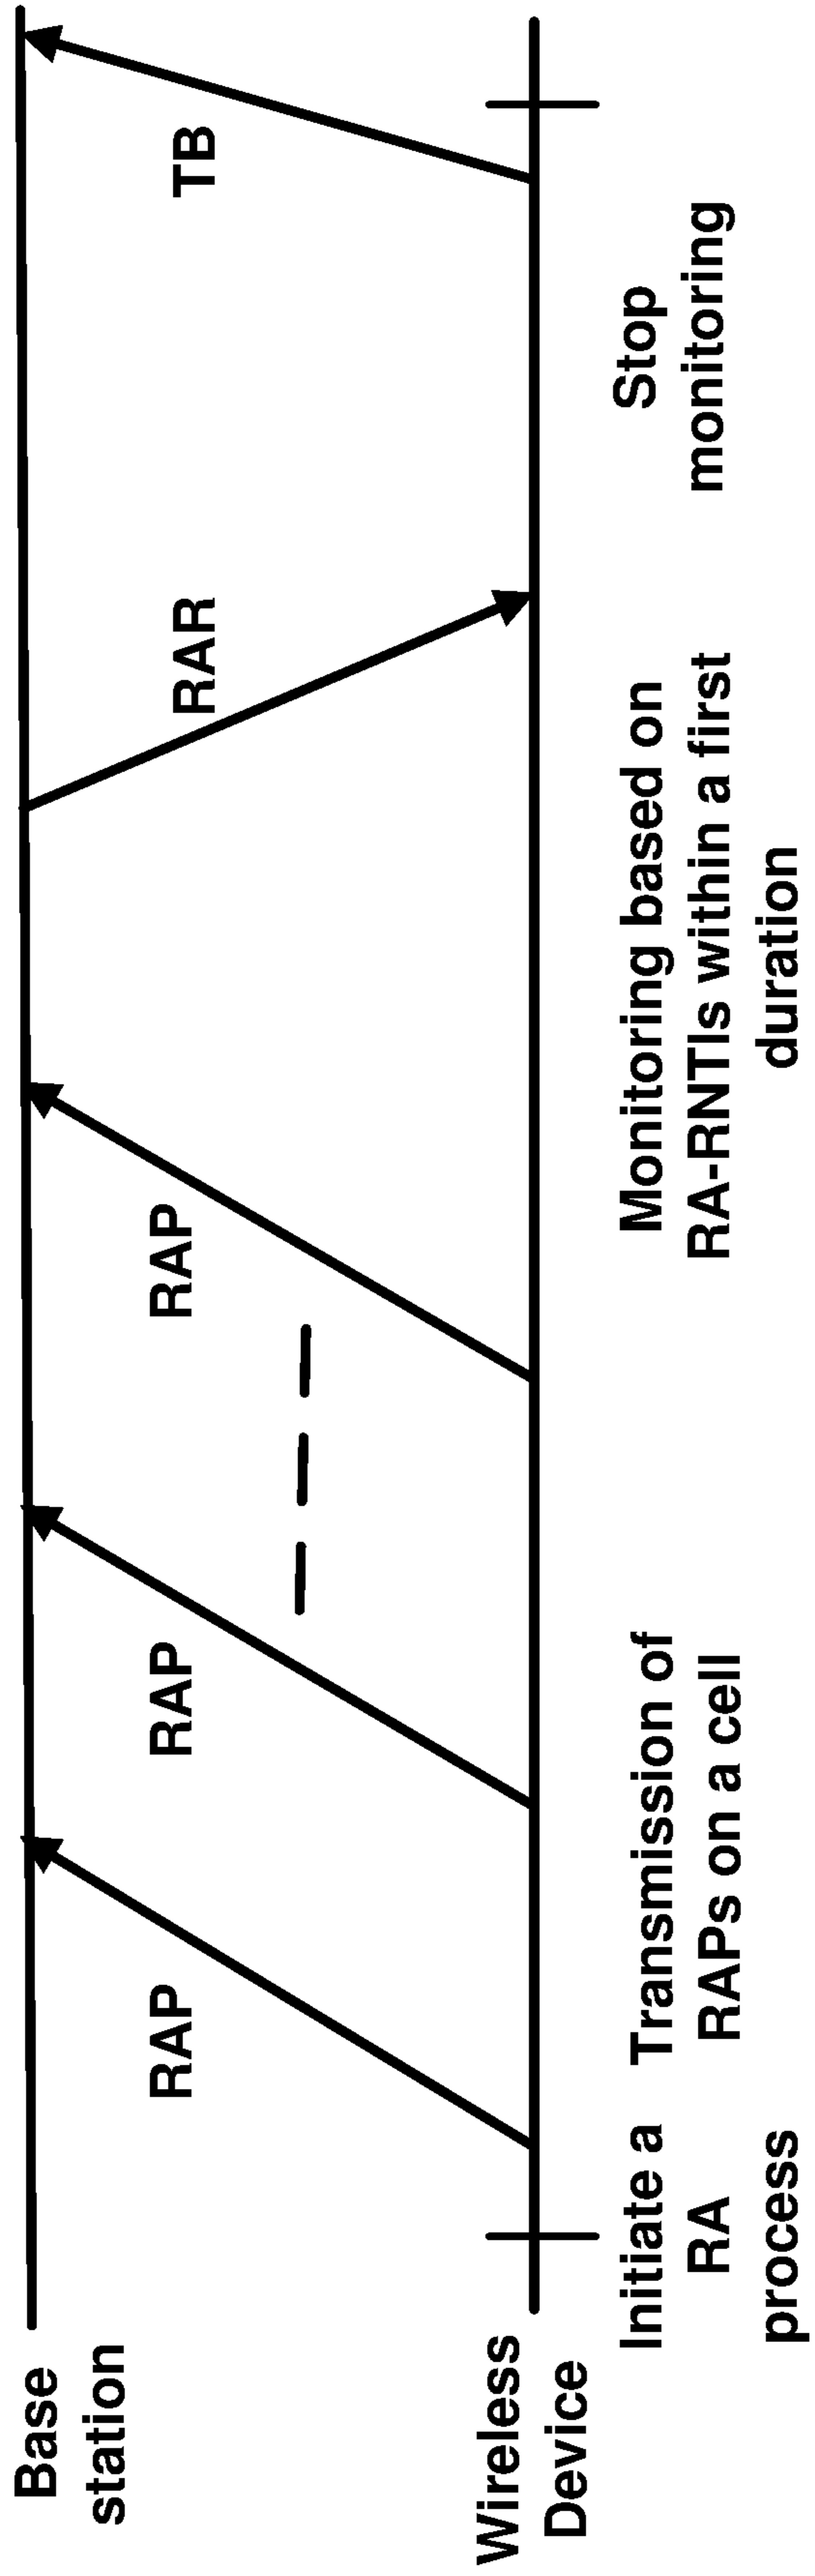 Base
station
RAP
RAP
RAP
RAR
TB
Wireless
Device
Initiate a
RA
process
Transmission of
RAPs on a cell
Monitoring based on
RA-RNTIs within a first
duration
Stop
monitoring